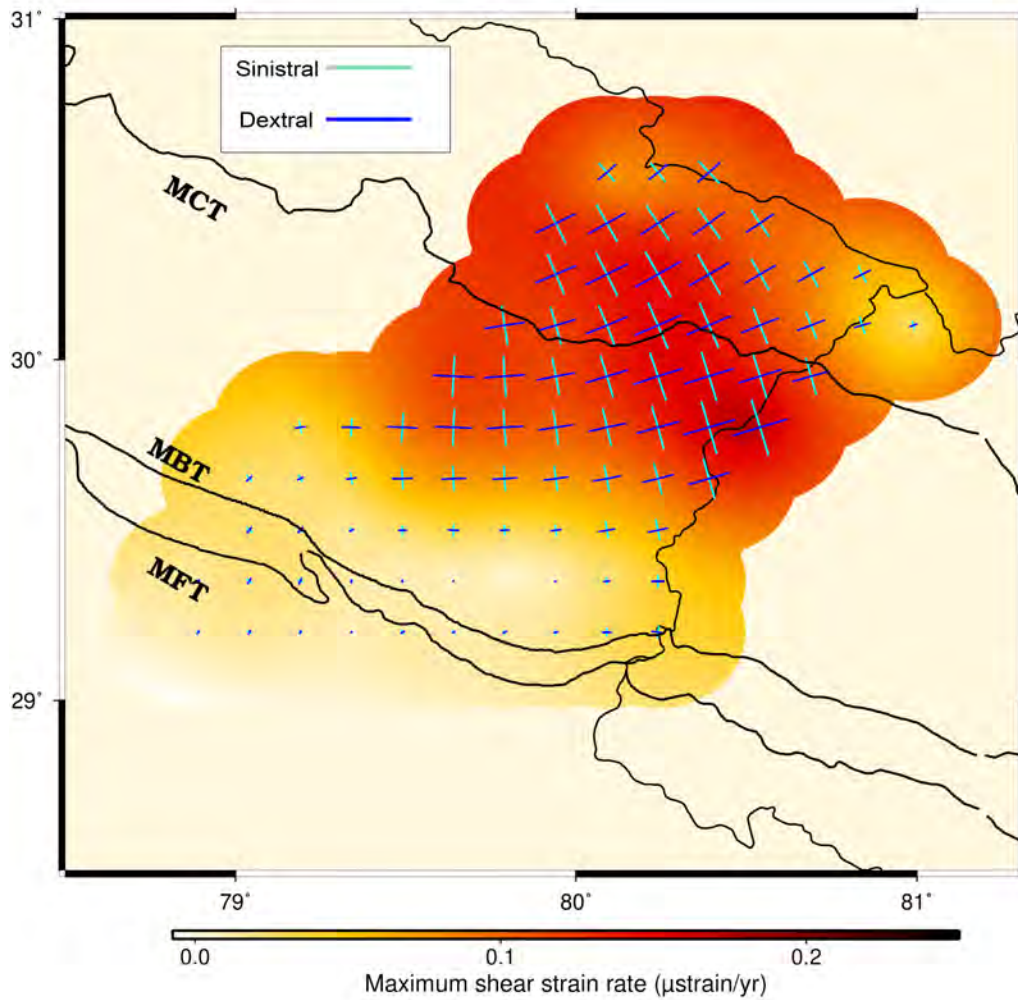 31°
Sinistral
Dextral
MCT
30°
MBT
MFT
29°
79°
80°
81°
0.0
0.1
0.2
Maximum shear strain rate (µstrain/yr)